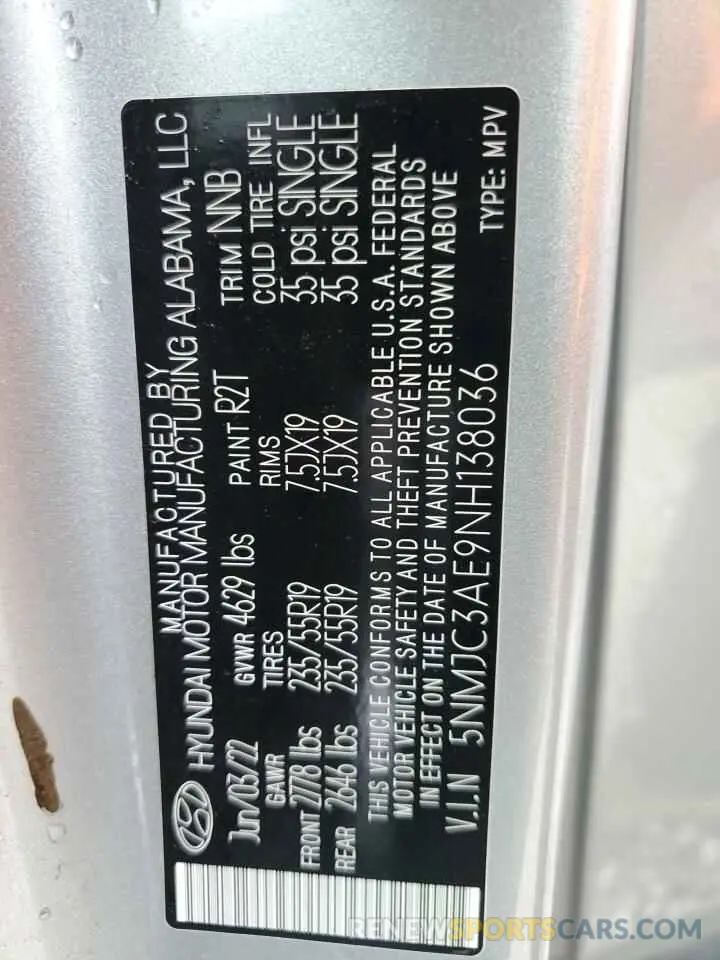 MANUFACTURED BY
HYUNDAI MOTOR MANUFACTURING ALABAMA, LLC
Jun/03/22 GVWR 4629 lbs PAINT R2T TRIM NNB
GAWR TIRES RIMS COLD TIRE INFL
FRONT 2778 lbs 235/55R19 7.5JX19 35 psi SINGLE
REAR 2646 lbs 235/55R19 7.5JX19 35 psi SINGLE
THIS VEHICLE CONFORMS TO ALL APPLICABLE U.S.A. FEDERAL
MOTOR VEHICLE SAFETY AND THEFT PREVENTION STANDARDS
IN EFFECT ON THE DATE OF MANUFACTURE SHOWN ABOVE
V.I.N 5NMJC3AE9NH138036 TYPE: MPV
RENEWSPORTSCARS.COM